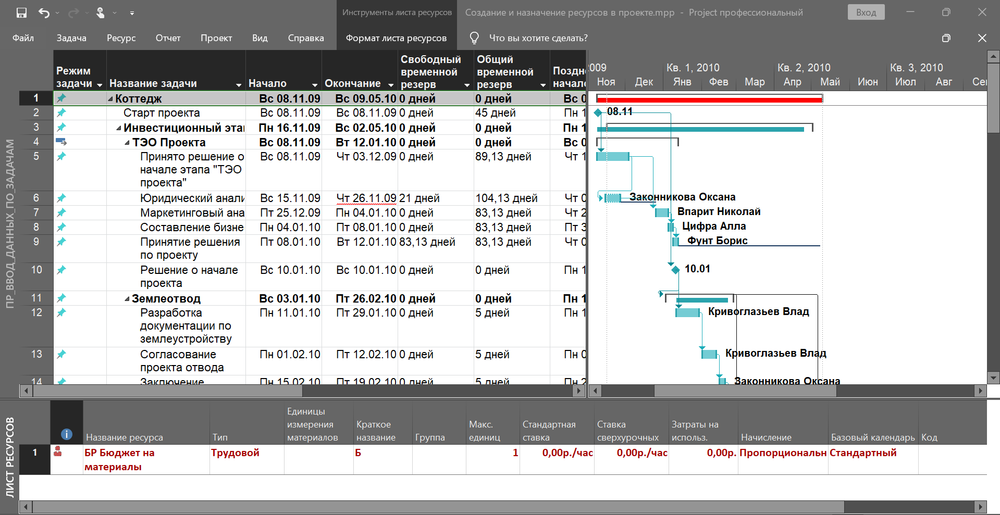 Инструменты листа ресурсов
Создание и назначение ресурсов в проекте.mpp - Project профессиональный
Вход
Файл Задача Ресурс Отчет Проект Вид Справка Формат листа ресурсов Что вы хотите сделать?
ПР_ВВОД_ДАННЫХ_ПО_ЗАДАЧАМ
Режим задачи Название задачи Начало Окончание Свободный временной резерв Общий временной резерв
2009 Кв. 1, 2010 Кв. 2, 2010 Кв. 3, 2010
Ноя Дек Янв Фев Мар Апр Май Июн Июл Авг
1 Коттедж Вс 08.11.09 Вс 09.05.10 0 дней 0 дней Вс 0
2 Старт проекта Вс 08.11.09 Вс 08.11.09 0 дней 45 дней Пн 1
08.11
3 Инвестиционный эта Пн 16.11.09 Вс 02.05.10 0 дней 0 дней Пн 1
4 ТЭО Проекта Вс 08.11.09 Вт 12.01.10 0 дней 0 дней Вс 0
5 Принято решение о Вс 08.11.09 Чт 03.12.09 0 дней 89,13 дней Чт 1
начале этапа "ТЭО
проекта"
6 Юридический анали Вс 15.11.09 Чт 26.11.09 21 дней 104,13 дней Чт 0
Законникова Оксана
7 Маркетинговый ана Пт 25.12.09 Пн 04.01.10 0 дней 83,13 дней Чт 2
Впарит Николай
8 Составление бизне Пн 04.01.10 Пт 08.01.10 0 дней 83,13 дней Пт 3
Цифра Алла
9 Принятие решения Пт 08.01.10 Вт 12.01.10 83,13 дней 83,13 дней Чт 0
по проекту
Фунт Борис
10 Решение о начале Вс 10.01.10 Вс 10.01.10 0 дней 0 дней Пн 1
проекта
10.01
11 Землеотвод Вс 03.01.10 Пт 26.02.10 0 дней 0 дней Пн 1
12 Разработка Пн 11.01.10 Пт 29.01.10 0 дней 5 дней Пн 1
документации по
землеустройству
Кривоглазьев Влад
13 Согласование Пн 01.02.10 Пт 12.02.10 0 дней 5 дней Пн 0
проекта отвода
Кривоглазьев Влад
14 Заключение Пн 15.02.10 Пт 19.02.10 0 дней 5 дней Пн 2
Законникова Оксана
ЛИСТ РЕСУРСОВ
Название ресурса Тип Единицы измерения материалов Краткое название Группа Макс. единиц Стандартная ставка Ставка сверхурочных Затраты на использ. Начисление Базовый календарь Код
1 БР Бюджет на Трудовой Б 1 0,00р./час 0,00р./час 0,00р. Пропорциональн Стандартный
материалы